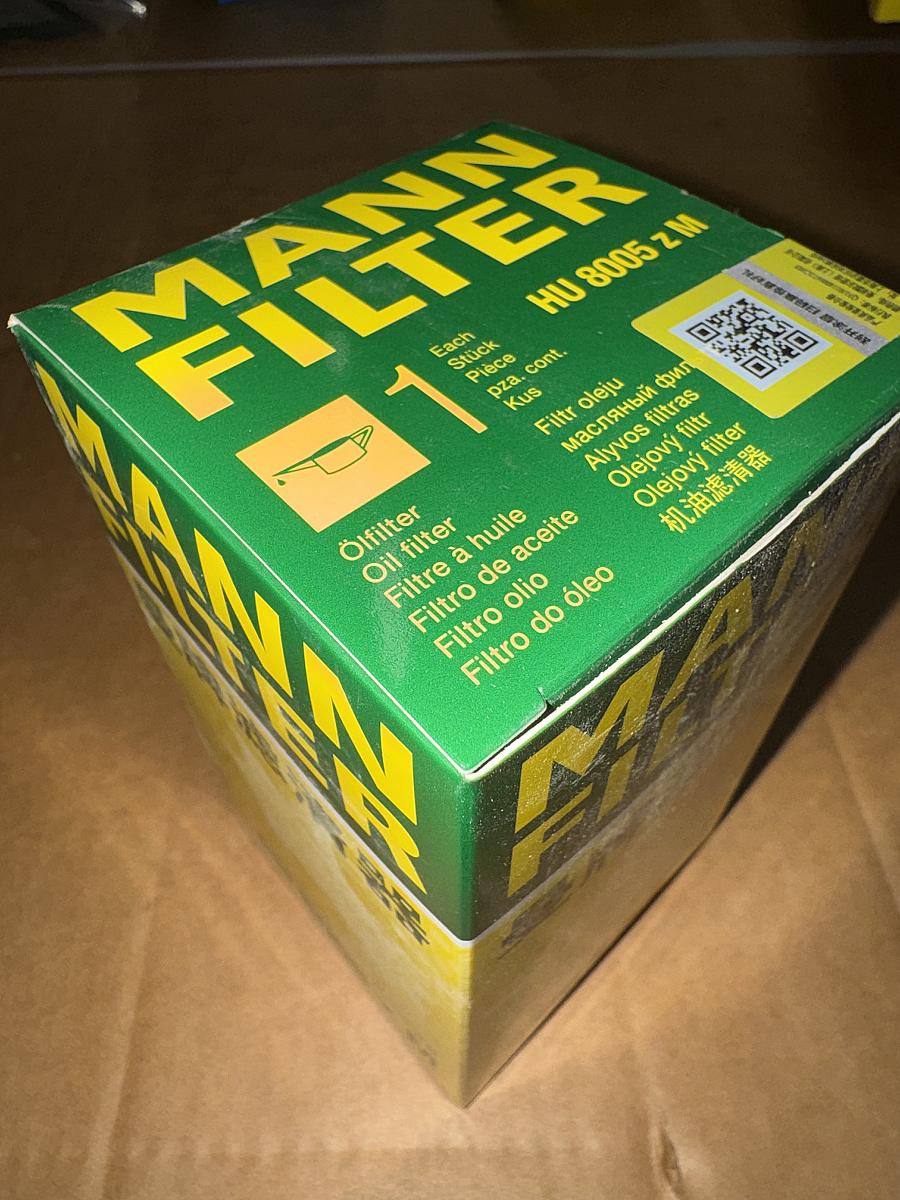 MANN
FILTER
HU 8005 z M
1
Each
Stück
Pièce
pza. cont.
Kus
Ölfilter
Oil filter
Filtre à huile
Filtro de aceite
Filtro olio
Filtro do óleo
Filtr oleju
масляный фил
Alyvos filtras
Olejový filtr
Olejový filter
机油滤清器
MANN
FILTER
MANN
FIL